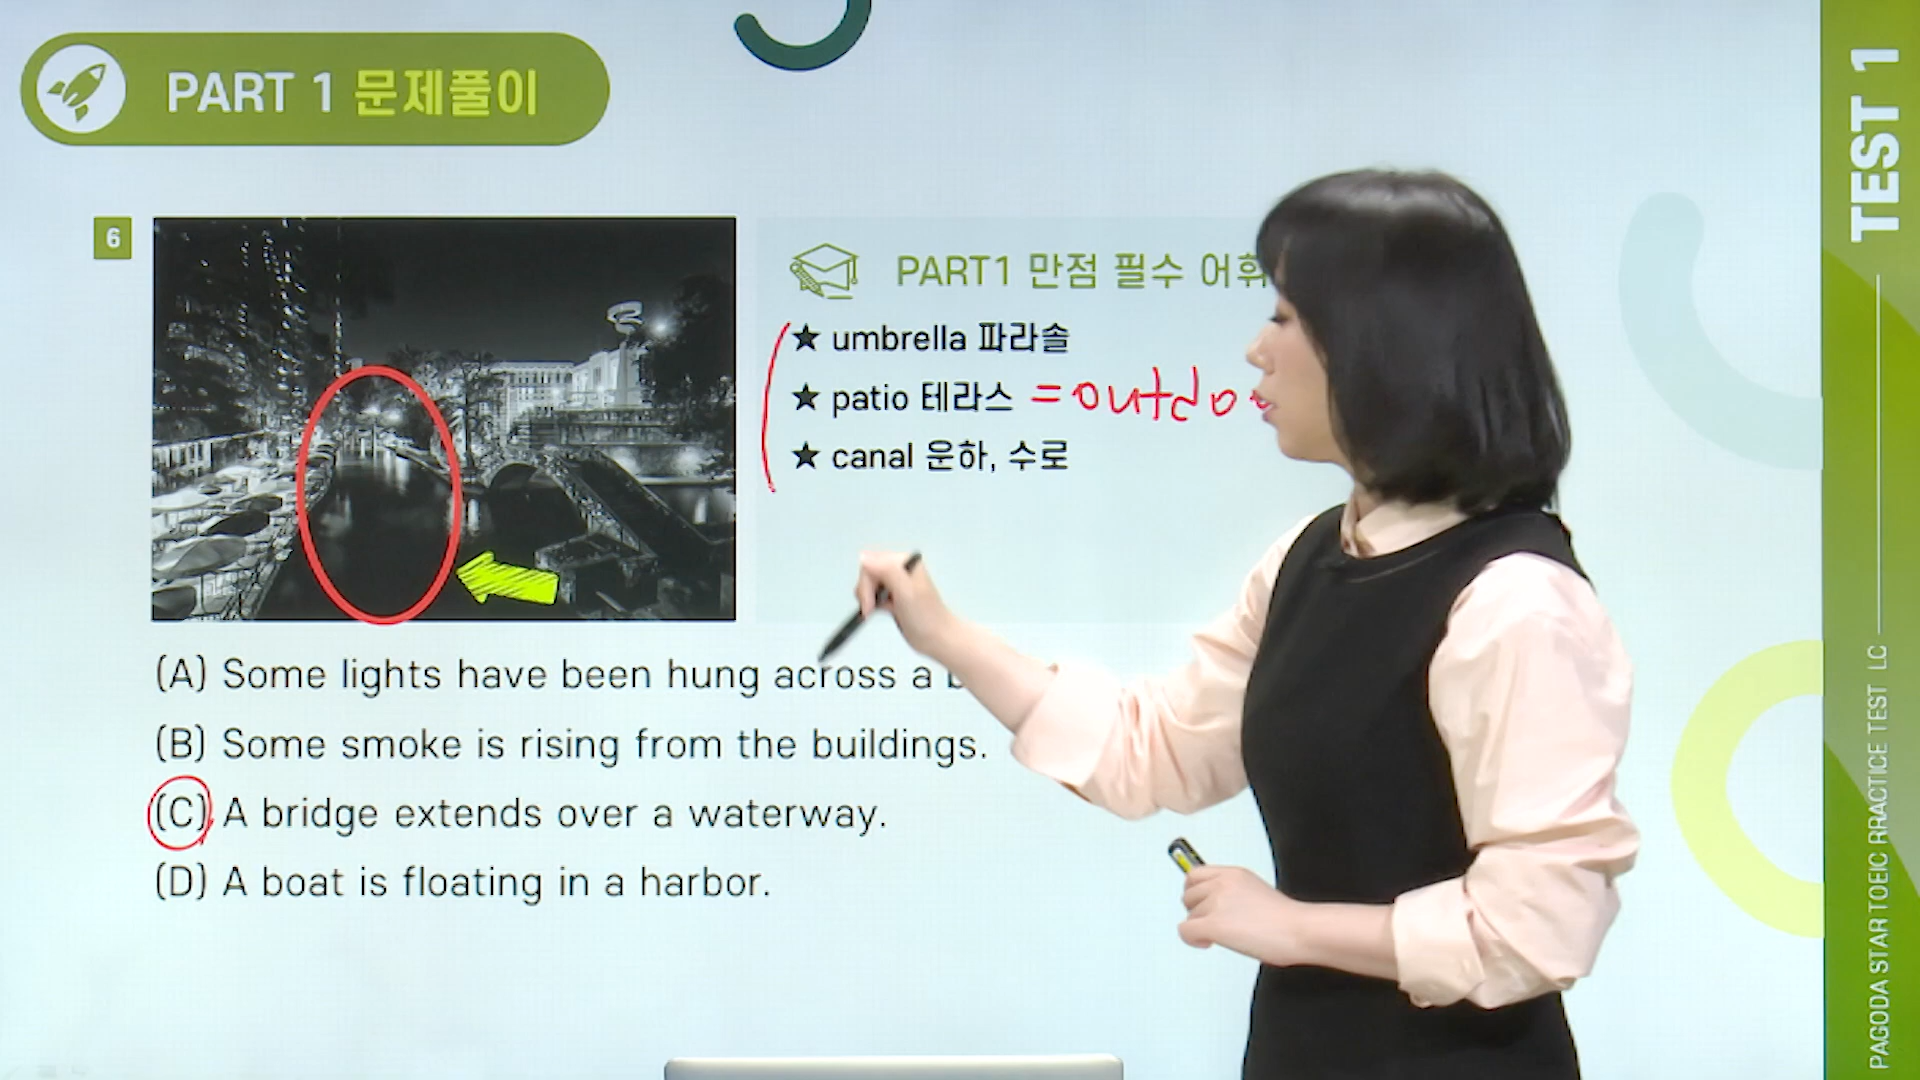 PART 1 문제풀이
6
PART1 만점 필수 어휘
★ umbrella 파라솔
★ patio 테라스 = outdo
★ canal 운하, 수로
(A) Some lights have been hung across a
(B) Some smoke is rising from the buildings.
(C) A bridge extends over a waterway.
(D) A boat is floating in a harbor.
TEST 1
PAGODA STAR TOEIC RRACTICE TEST LC